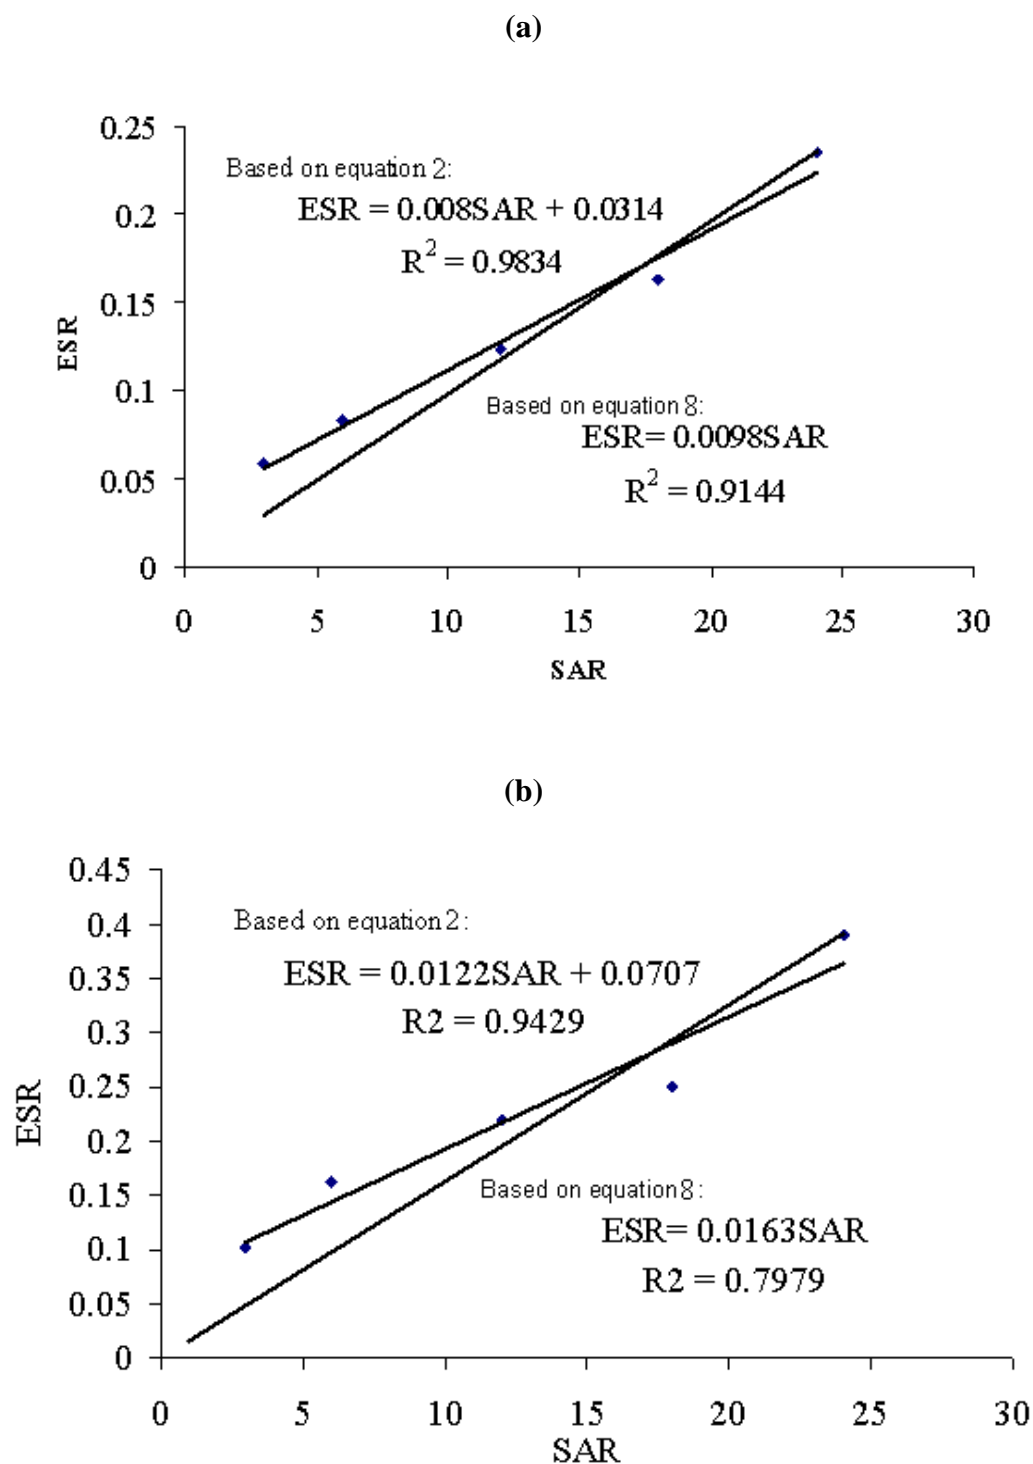 (a)
0.25
Based on equation 2:
ESR = 0.008SAR + 0.0314
0.2
R² = 0.9834
0.15
ESR
0.1
Based on equation 8:
ESR= 0.0098SAR
0.05
R² = 0.9144
0
0 5 10 15 20 25 30
SAR
(b)
0.45
0.4
Based on equation 2:
ESR = 0.0122SAR + 0.0707
0.35
R2 = 0.9429
0.3
0.25
ESR
0.2
0.15
Based on equation 8:
ESR= 0.0163SAR
0.1
R2 = 0.7979
0.05
0
0 5 10 15 20 25 30
SAR